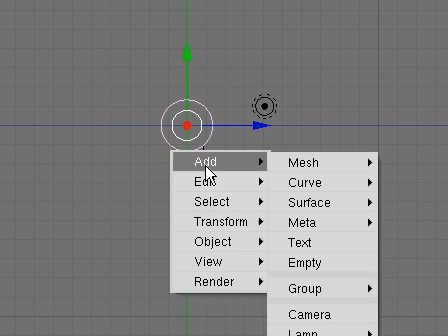 Add
Edit
Select
Transform
Object
View
Render
Mesh
Curve
Surface
Meta
Text
Empty
Group
Camera
Lamp